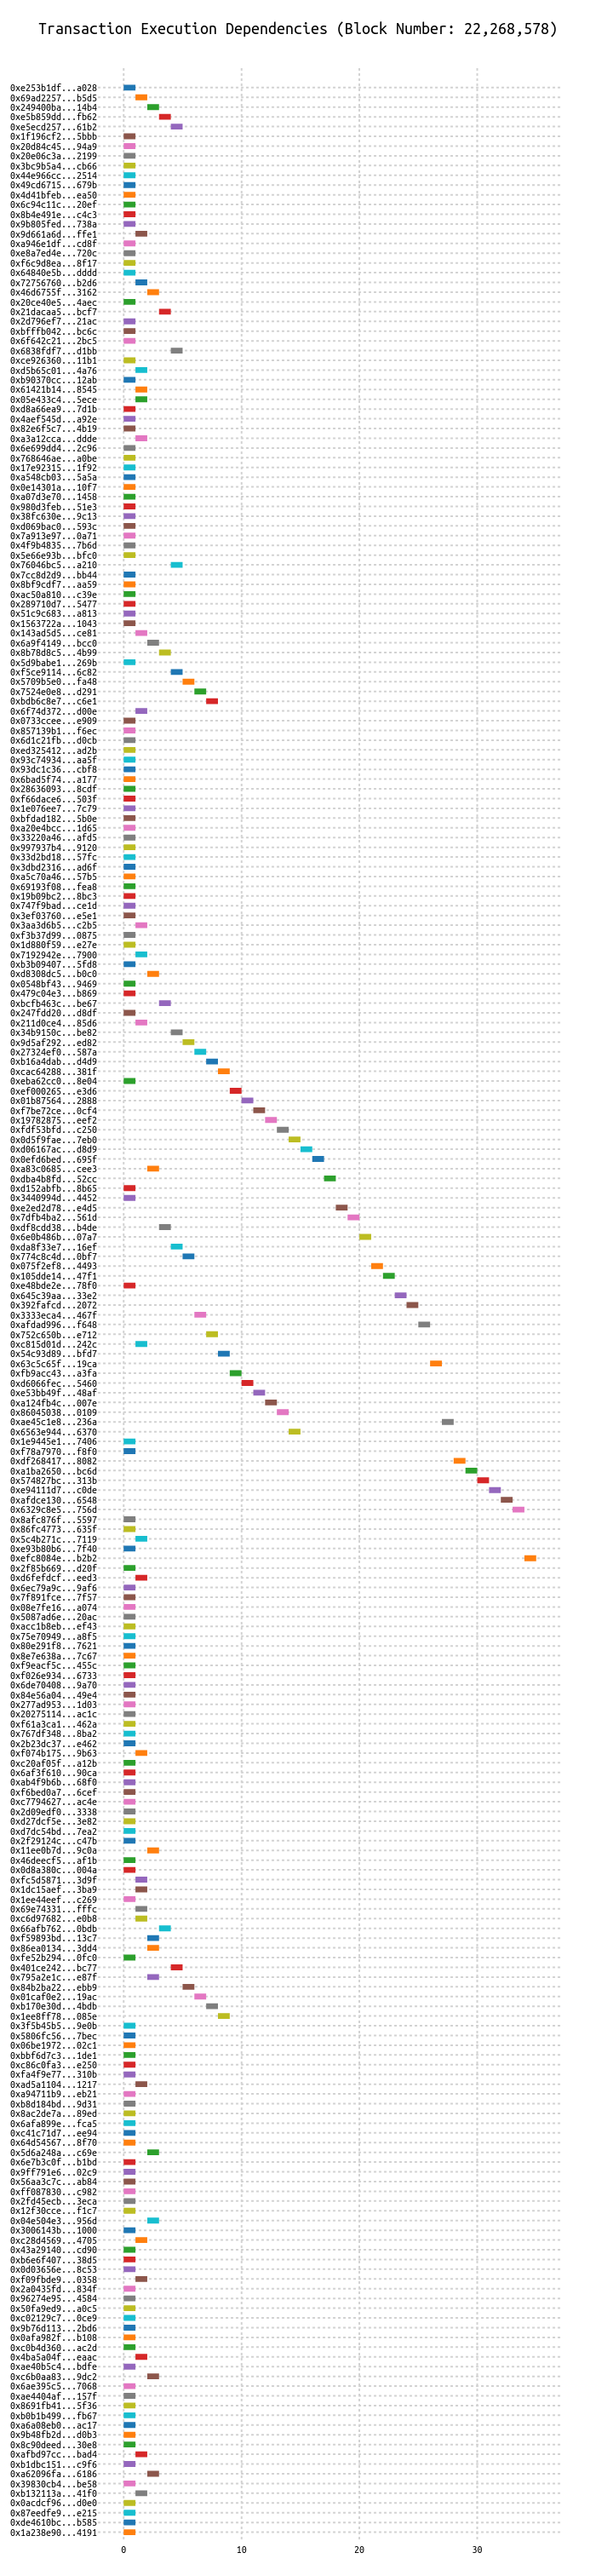 Transaction Execution Dependencies (Block Number: 22,268,578)
0xe253b1df...a028
0x69ad2257...b5d5
0x249400ba...14b4
0xe5b859dd...fb62
0xe5ecd257...61b2
0x1f196cf2...5bbb
0x20d84c45...94a9
0x20e06c3a...2199
0x3bc9b5a4...cb66
0x44e966cc...2514
0x49cd6715...679b
0x4d41bfeb...ea50
0x6c94c11c...20ef
0x8b4e491e...c4c3
0x9b805fed...738a
0x9d661a6d...ffe1
0xa946e1df...cd8f
0xe8a7ed4e...720c
0xf6c9d8ea...8f17
0x64840e5b...dddd
0x72756760...b2d6
0x46d6755f...3162
0x20ce40e5...4aec
0x21dacaa5...bcf7
0x2d796ef7...21ac
0xbfffb042...bc6c
0x6f642c21...2bc5
0x6838fdf7...d1bb
0xce926360...11b1
0xd5b65c01...4a76
0xb90370cc...12ab
0x61421b14...8545
0x05e433c4...5ece
0xd8a66ea9...7d1b
0x4aef545d...a92e
0x82e6f5c7...4b19
0xa3a12cca...ddde
0x6e699dd4...2c96
0x768646ae...a0be
0x17e92315...1f92
0xa548cb03...5a5a
0x0e14301a...10f7
0xa07d3e70...1458
0x980d3feb...51e3
0x38fc630e...9c13
0xd069bac0...593c
0x7a913e97...0a71
0x4f9b4835...7b6d
0x5e66e93b...bfc0
0x76046bc5...a210
0x7cc8d2d9...bb44
0x8bf9cdf7...aa59
0xac50a810...c39e
0x289710d7...5477
0x51c9c683...a813
0x1563722a...1043
0x143ad5d5...ce81
0x6a9f4149...bcc0
0x8b78d8c5...4b99
0x5d9babe1...269b
0xf5ce9114...6c82
0x5709b5e0...fa48
0x7524e0e8...d291
0xbdb6c8e7...c6e1
0x6f74d372...d00e
0x0733ccee...e909
0x857139b1...f6ec
0x6d1c21fb...d0cb
0xed325412...ad2b
0x93c74934...aa5f
0x93dc1c36...cbf8
0x6bad5f74...a177
0x28636093...8cdf
0xf66dace6...503f
0x1e076ee7...7c79
0xbfdad182...5b0e
0xa20e4bcc...1d65
0x33220a46...afd5
0x997937b4...9120
0x33d2bd18...57fc
0x3dbd2316...ad6f
0xa5c70a46...57b5
0x69193f08...fea8
0x19b09bc2...8bc3
0x747f9bad...ce1d
0x3ef03760...e5e1
0x3aa3d6b5...c2b5
0xf3b37d99...0875
0x1d880f59...e27e
0x7192942e...7900
0xb3b09407...5fd8
0xd8308dc5...b0c0
0x0548bf43...9469
0x479c04e3...b869
0xbcfb463c...be67
0x247fdd20...d8df
0x211d0ce4...85d6
0x34b9150c...be82
0x9d5af292...ed82
0x27324ef0...587a
0xb16a4dab...d4d9
0xcac64288...381f
0xeba62cc0...8e04
0xef000265...e3d6
0x01b87564...2888
0xf7be72ce...0cf4
0x19782875...eef2
0xfdf53bfd...c250
0x0d5f9fae...7eb0
0xd06167ac...d8d9
0x0efd6bed...695f
0xa83c0685...cee3
0xdba4b8fd...52cc
0xd152abfb...8b65
0x3440994d...4452
0xe2ed2d78...e4d5
0x7dfb4ba2...561d
0xdf8cdd38...b4de
0x6e0b486b...07a7
0xda8f33e7...16ef
0x774c8c4d...0bf7
0x075f2ef8...4493
0x105dde14...47f1
0xe48bde2e...78f0
0x645c39aa...33e2
0x392fafcd...2072
0x3333eca4...467f
0xafdad996...f648
0x752c650b...e712
0xc815d01d...242c
0x54c93d89...bfd7
0x63c5c65f...19ca
0xfb9acc43...a3fa
0xd6066fec...5460
0xe53bb49f...48af
0xa124fb4c...007e
0x86045038...0109
0xae45c1e8...236a
0x6563e944...6370
0x1e9445e1...7406
0xf78a7970...f8f0
0xdf268417...8082
0xa1ba2650...bc6d
0x574827bc...313b
0xe94111d7...c0de
0xafdce130...6548
0x6329c8e5...756d
0x8afc876f...5597
0x86fc4773...635f
0x5c4b271c...7119
0xe93b80b6...7f40
0xefc8084e...b2b2
0x2f85b669...d20f
0xd6fefdcf...eed3
0x6ec79a9c...9af6
0x7f891fce...7f57
0x08e7fe16...a074
0x5087ad6e...20ac
0xacc1b8eb...ef43
0x75e70949...a8f5
0x80e291f8...7621
0x8e7e638a...7c67
0xf9eacf5c...455c
0xf026e934...6733
0x6de70408...9a70
0x84e56a04...49e4
0x277ad953...1d03
0x20275114...ac1c
0xf61a3ca1...462a
0x767df348...8ba2
0x2b23dc37...e462
0xf074b175...9b63
0xc20af05f...a12b
0x6af3f610...90ca
0xab4f9b6b...68f0
0xf6bed0a7...6cef
0xc7794627...ac4e
0x2d09edf0...3338
0xd27dcf5e...3e82
0xd7dc54bd...7ea2
0x2f29124c...c47b
0x11ee0b7d...9c0a
0x46deecf5...af1b
0x0d8a380c...004a
0xfc5d5871...3d9f
0x1dc15aef...3ba9
0x1ee44eef...c269
0x69e74331...fffc
0xc6d97682...e0b8
0x66afb762...0bdb
0xf59893bd...13c7
0x86ea0134...3dd4
0xfe52b294...0fc0
0x401ce242...bc77
0x795a2e1c...e87f
0x84b2ba22...ebb9
0x01caf0e2...19ac
0xb170e30d...4bdb
0x1ee8ff78...085e
0x3f5b45b5...9e0b
0x5806fc56...7bec
0x06be1972...02c1
0xbbf6d7c3...1de1
0xc86c0fa3...e250
0xfa4f9e77...310b
0xad5a1104...1217
0xa94711b9...eb21
0xb8d184bd...9d31
0x8ac2de7a...89ed
0x6afa899e...fca5
0xc41c71d7...ee94
0x64d54567...8f70
0x5d6a248a...c69e
0x6e7b3c0f...b1bd
0x9ff791e6...02c9
0x56aa3c7c...ab84
0xff087830...c982
0x2fd45ecb...3eca
0x12f30cce...f1c7
0x04e504e3...956d
0x3006143b...1000
0xc28d4569...4705
0x43a29140...cd90
0xb6e6f407...38d5
0x0d03656e...8c53
0xf09fbde9...0358
0x2a0435fd...834f
0x96274e95...4584
0x50fa9ed9...a0c5
0xc02129c7...0ce9
0x9b76d113...2bd6
0x0afa982f...b108
0xc0b4d360...ac2d
0x4ba5a04f...eaac
0xae40b5c4...bdfe
0xc6b0aa83...9dc2
0x6ae395c5...7068
0xae4404af...157f
0x8691fb41...5f36
0xb0b1b499...fb67
0xa6a08eb0...ac17
0x9b48fb2d...d0b3
0x8c90deed...30e8
0xafbd97cc...bad4
0xb1dbc151...c9f6
0xa62096fa...6186
0x39830cb4...be58
0xb132113a...41f0
0x0acdcf96...d0e0
0x87eedfe9...e215
0xde4610bc...b585
0x1a238e90...4191
0 10 20 30